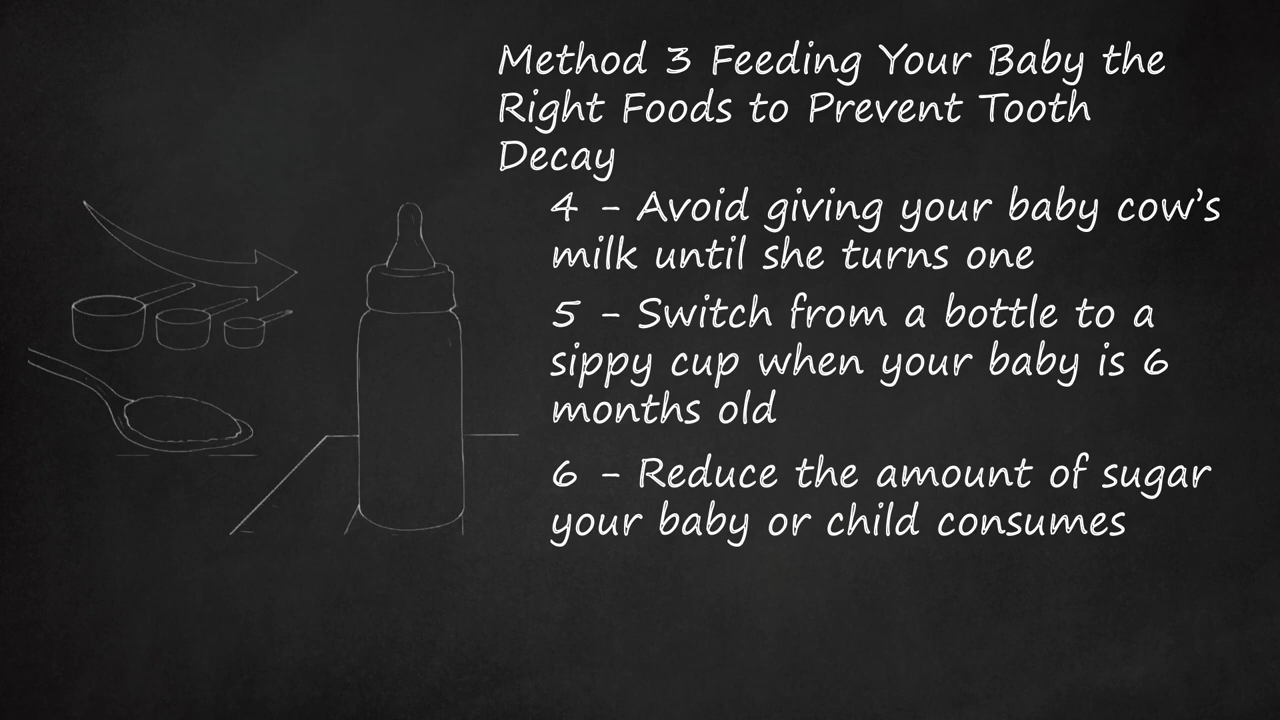 Method 3 Feeding Your Baby the
Right Foods to Prevent Tooth
Decay
4 - Avoid giving your baby cow's
milk until she turns one
5 - Switch from a bottle to a
sippy cup when your baby is 6
months old
6 - Reduce the amount of sugar
your baby or child consumes